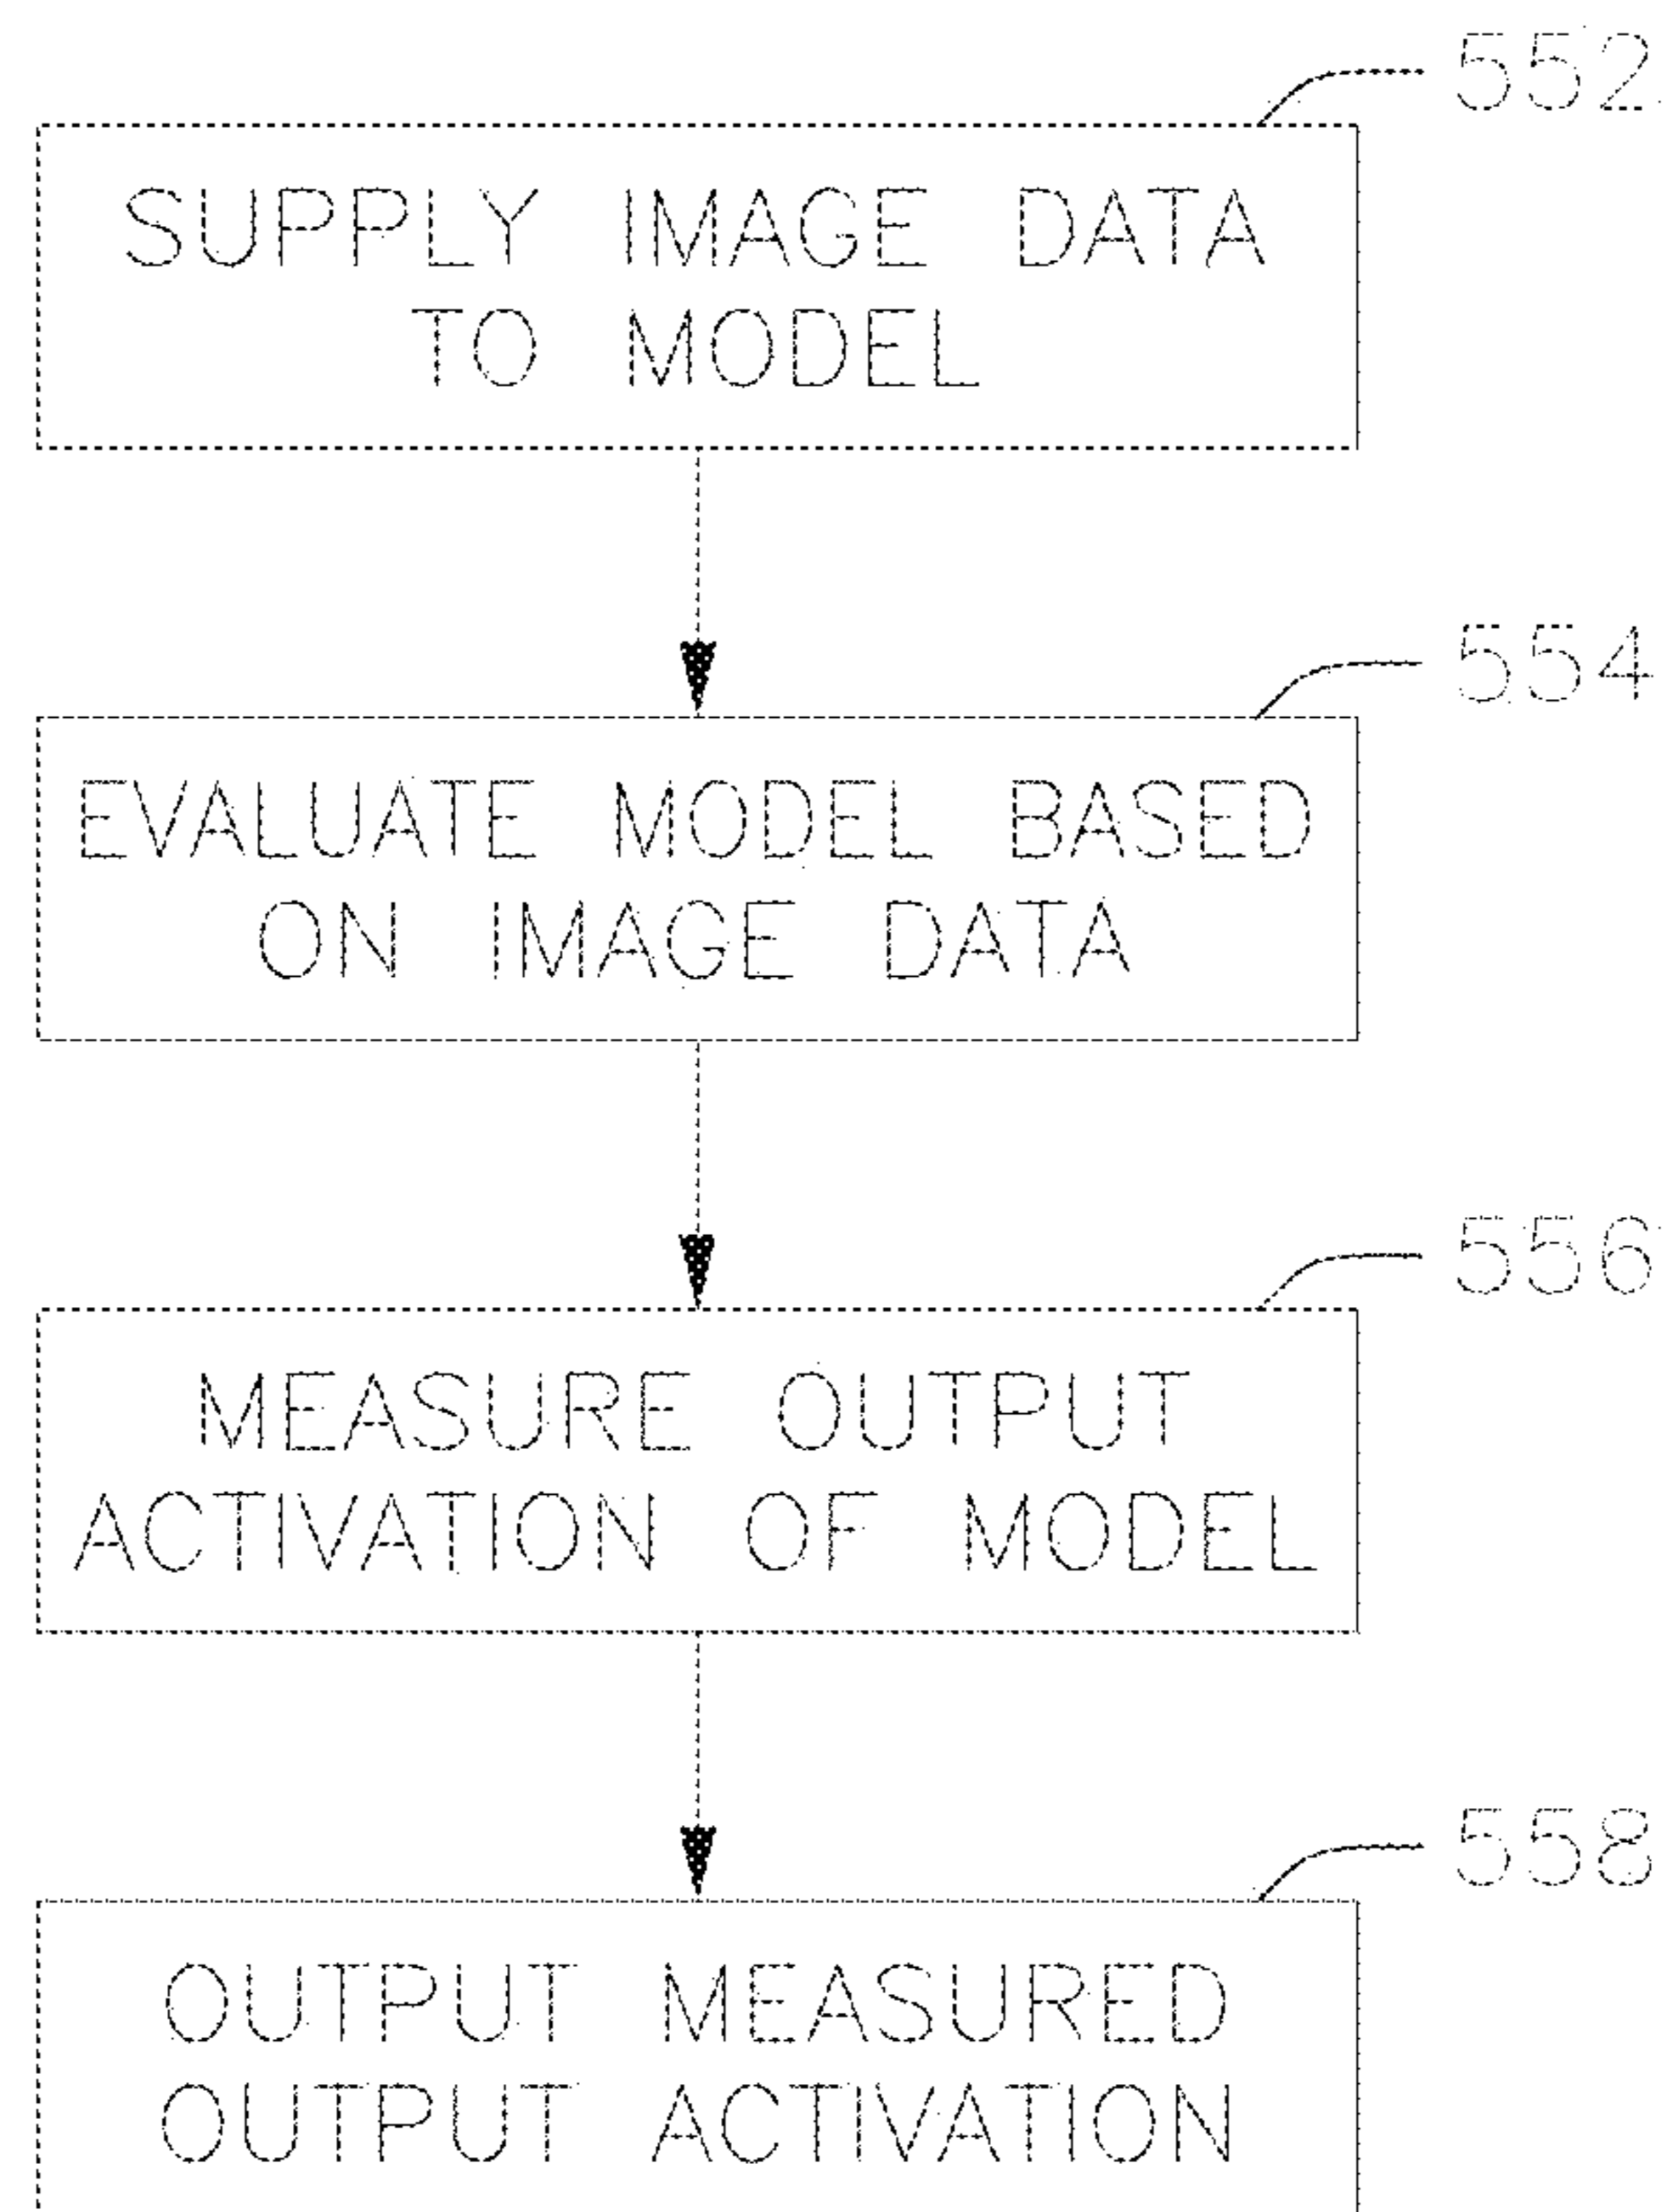 552
SUPPLY IMAGE DATA
TO MODEL
554
EVALUATE MODEL BASED
ON IMAGE DATA
556
MEASURE OUTPUT
ACTIVATION OF MODEL
558
OUTPUT MEASURED
OUTPUT ACTIVATION